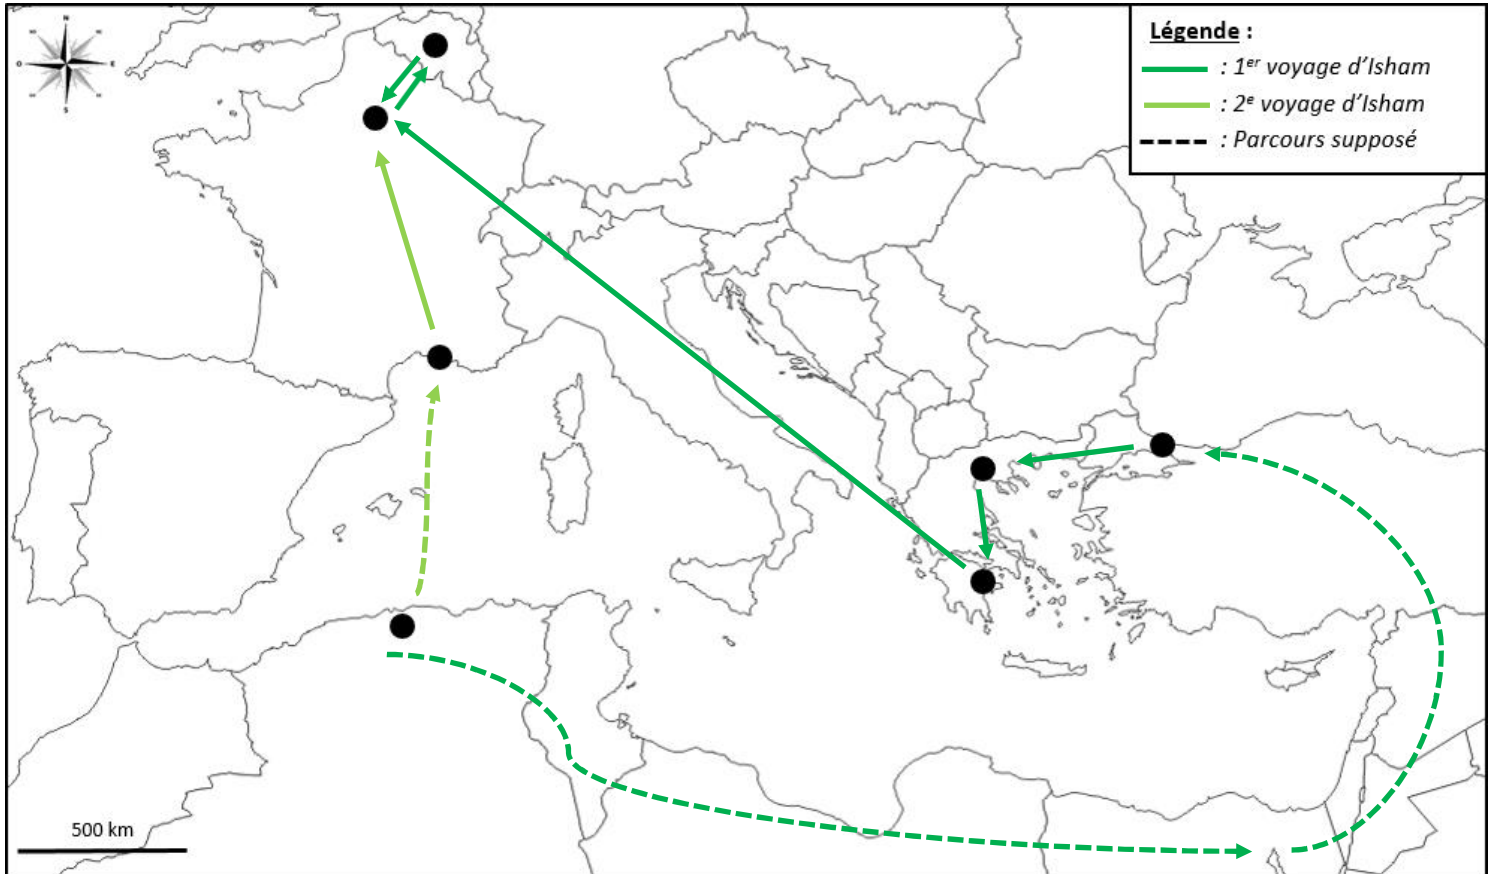 N
O
E
S
Légende :
: 1er voyage d’Isham
: 2e voyage d’Isham
: Parcours supposé
500 km